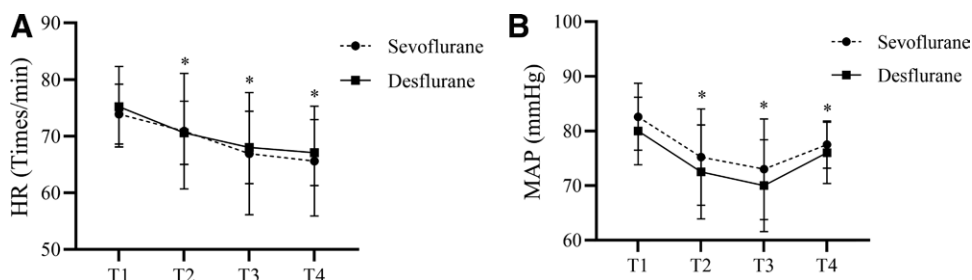 A
HR (Times/min)
90
80
70
60
50
T1 T2 T3 T4
* * *
Sevoflurane
Desflurane
B
MAP (mmHg)
100
90
80
70
60
T1 T2 T3 T4
* * *
Sevoflurane
Desflurane